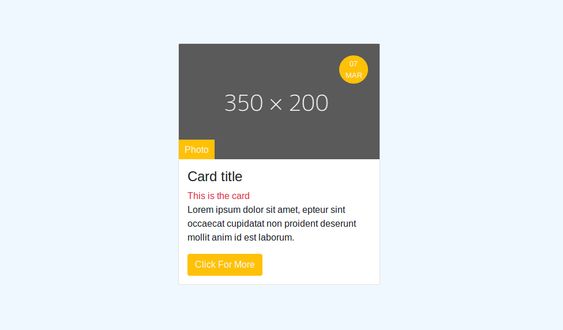 07
MAR
350 × 200
Photo
Card title
This is the card
Lorem ipsum dolor sit amet, epteur sint
occaecat cupidatat non proident deserunt
mollit anim id est laborum.
Click For More